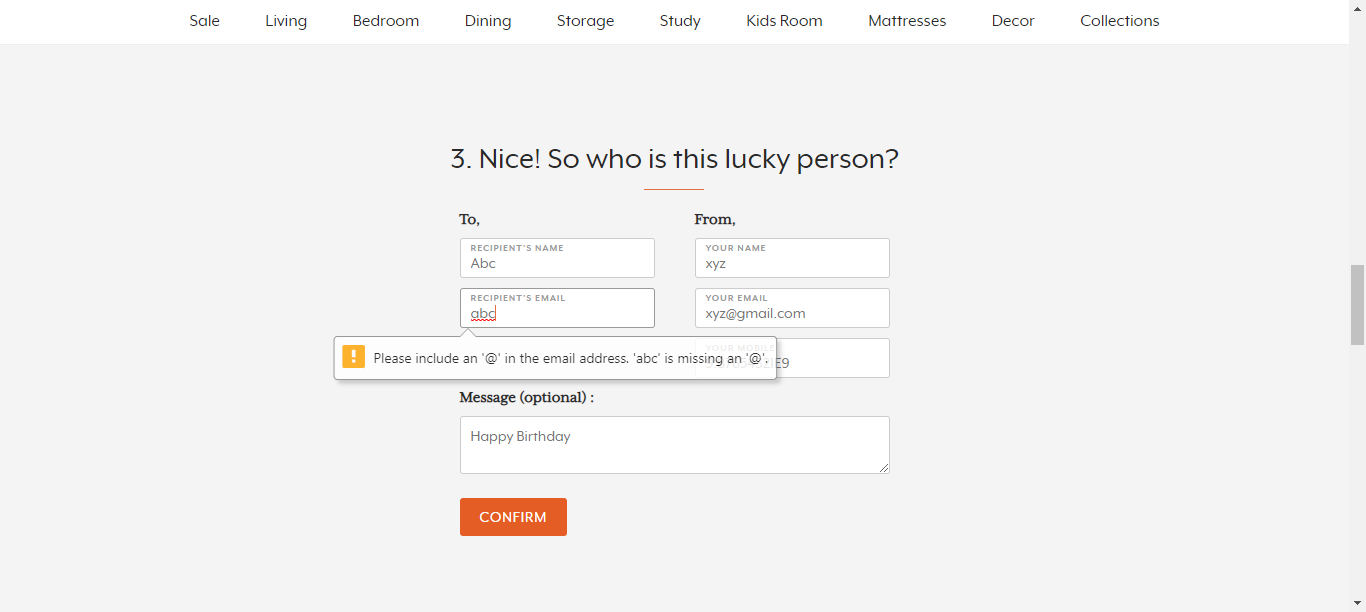 Sale Living Bedroom Dining Storage Study Kids Room Mattresses Decor Collections
3. Nice! So who is this lucky person?
To, From,
RECIPIENT'S NAME YOUR NAME
Abc xyz
RECIPIENT'S EMAIL YOUR EMAIL
abc xyz@gmail.com
YOUR MOBILE
Please include an '@' in the email address. 'abc' is missing an '@'.
Message (optional) :
Happy Birthday
CONFIRM